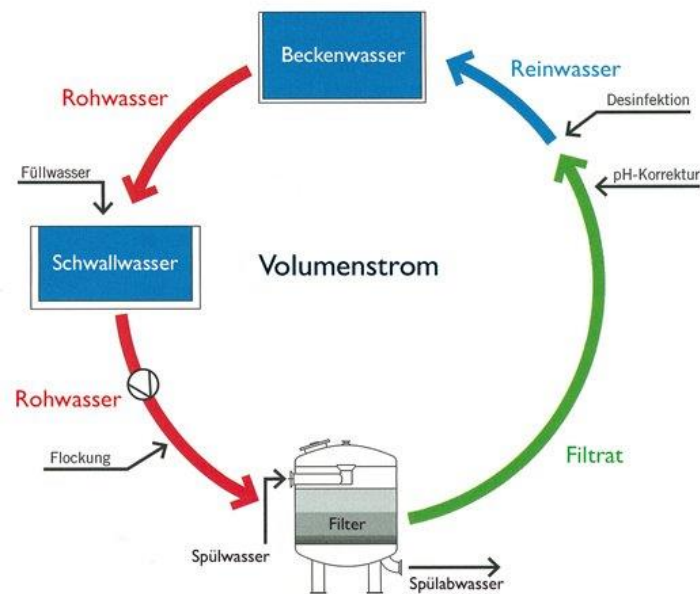 Beckenwasser
Reinwasser
Rohwasser
Desinfektion
Füllwasser
pH-Korrektur
Schwallwasser
Volumenstrom
Rohwasser
Flockung
Filtrat
Filter
Spülwasser
Spülabwasser